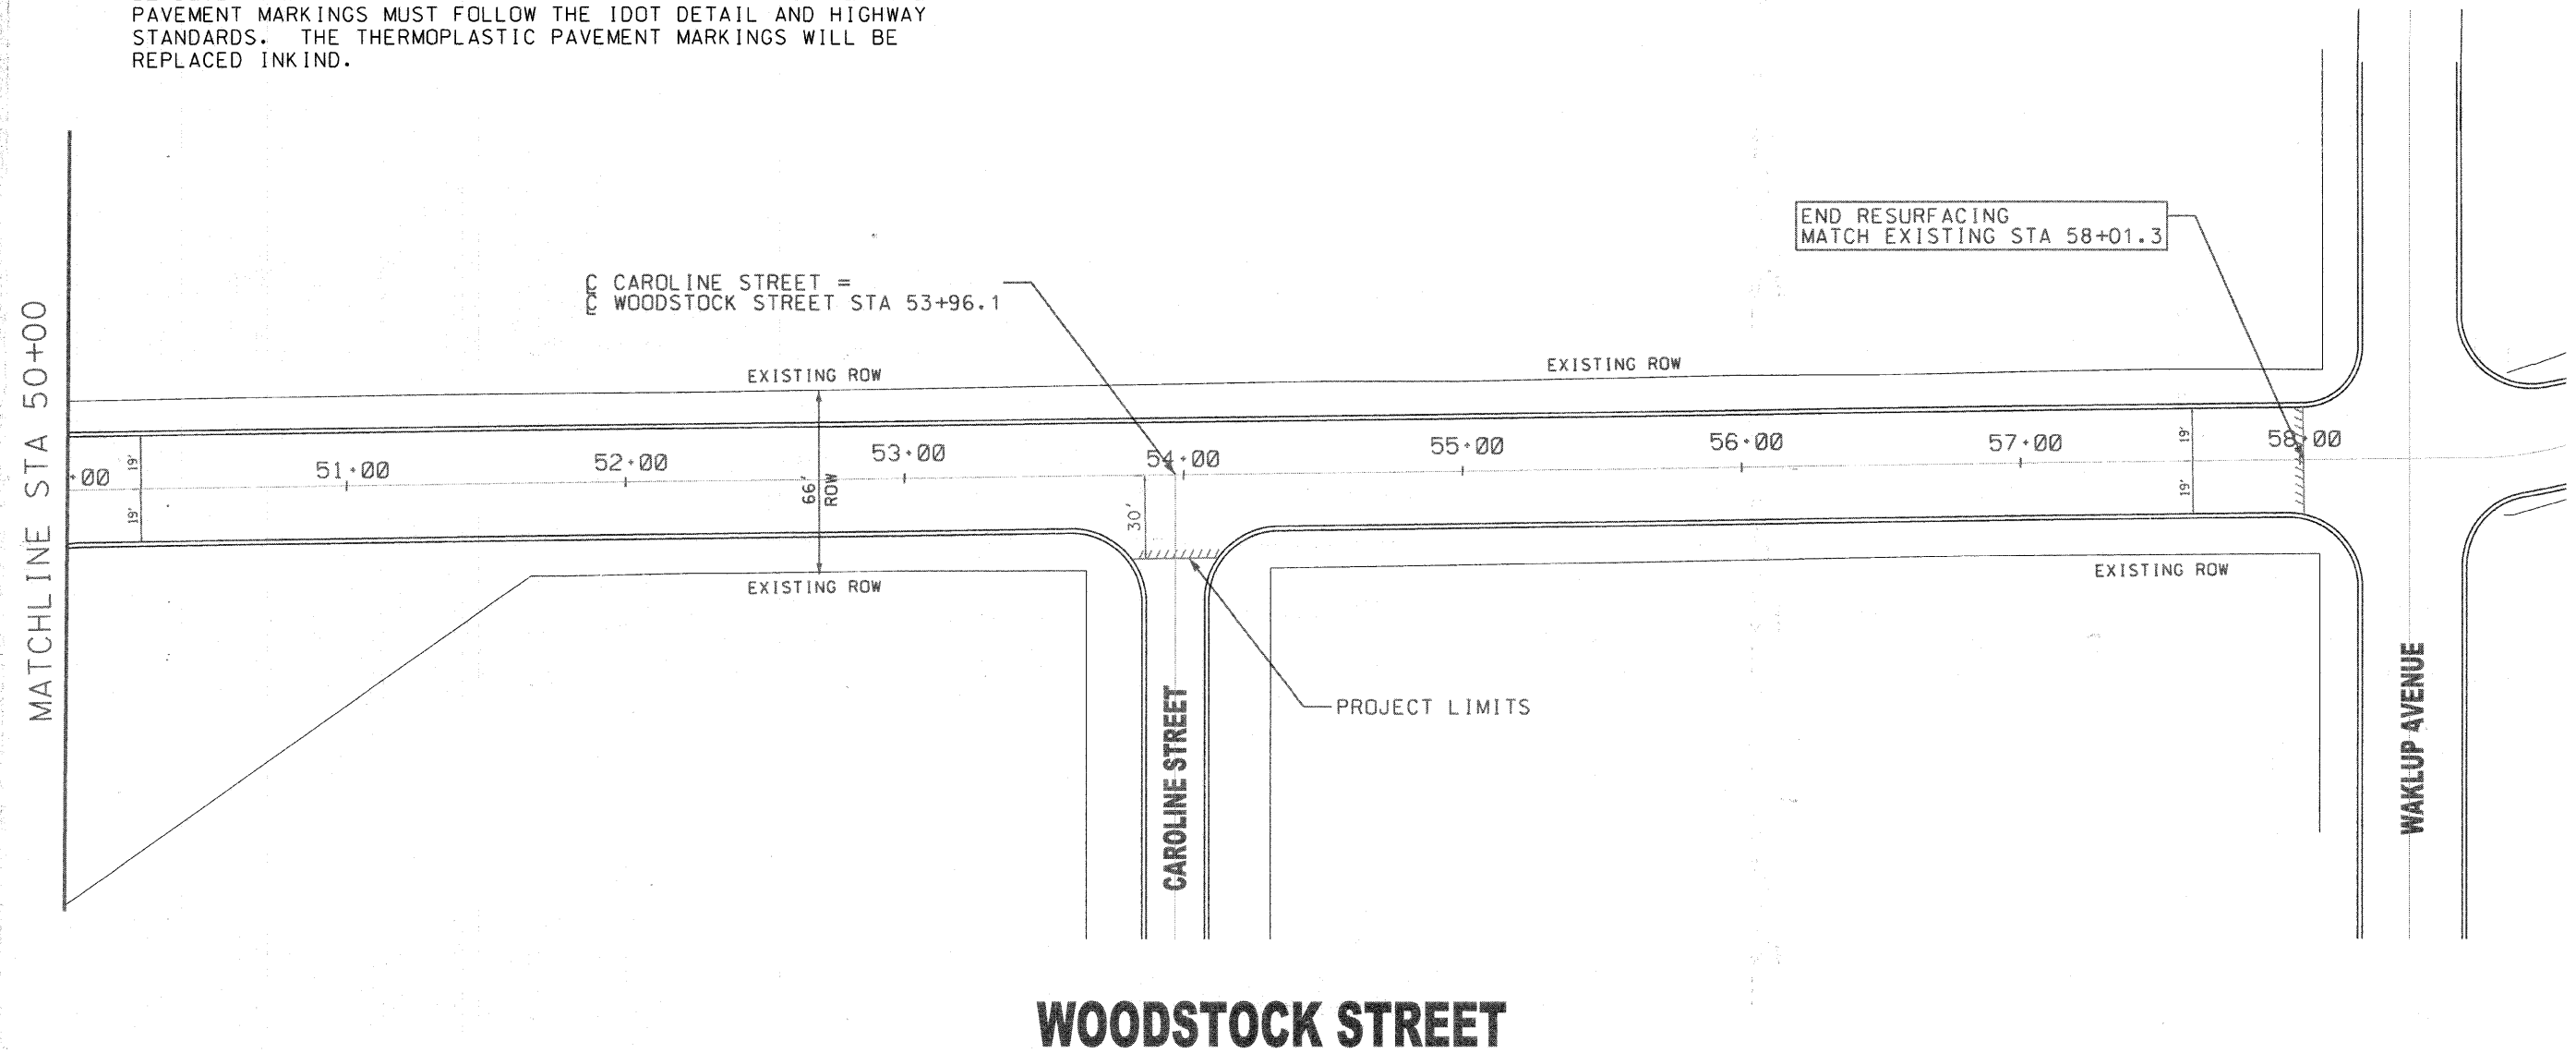 PAVEMENT MARKINGS MUST FOLLOW THE IDOT DETAIL AND HIGHWAY
STANDARDS. THE THERMOPLASTIC PAVEMENT MARKINGS WILL BE
REPLACED INKIND.
END RESURFACING
MATCH EXISTING STA 58+01.3
℄ CAROLINE STREET =
℄ WOODSTOCK STREET STA 53+96.1
MATCHLINE STA 50+00
EXISTING ROW
EXISTING ROW
+00
51+00
52+00
53+00
54+00
55+00
56+00
57+00
58+00
19'
19'
66'
ROW
30'
19'
19'
EXISTING ROW
EXISTING ROW
PROJECT LIMITS
CAROLINE STREET
WAKLUP AVENUE
WOODSTOCK STREET